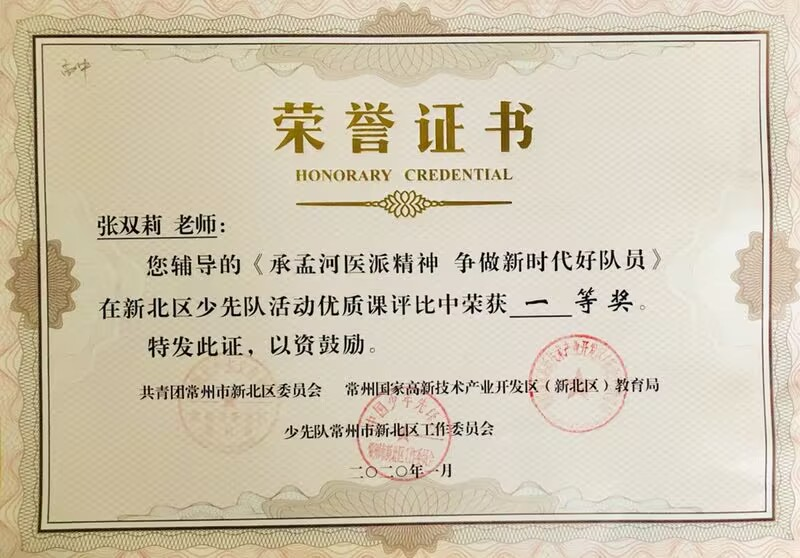 荣誉证书
HONORARY CREDENTIAL
张双莉 老师：
您辅导的《承孟河医派精神 争做新时代好队员》
在新北区少先队活动优质课评比中荣获 一 等奖。
特发此证，以资鼓励。
共青团常州市新北区委员会 常州国家高新技术产业开发区（新北区）教育局
少先队常州市新北区工作委员会
二〇二〇年一月